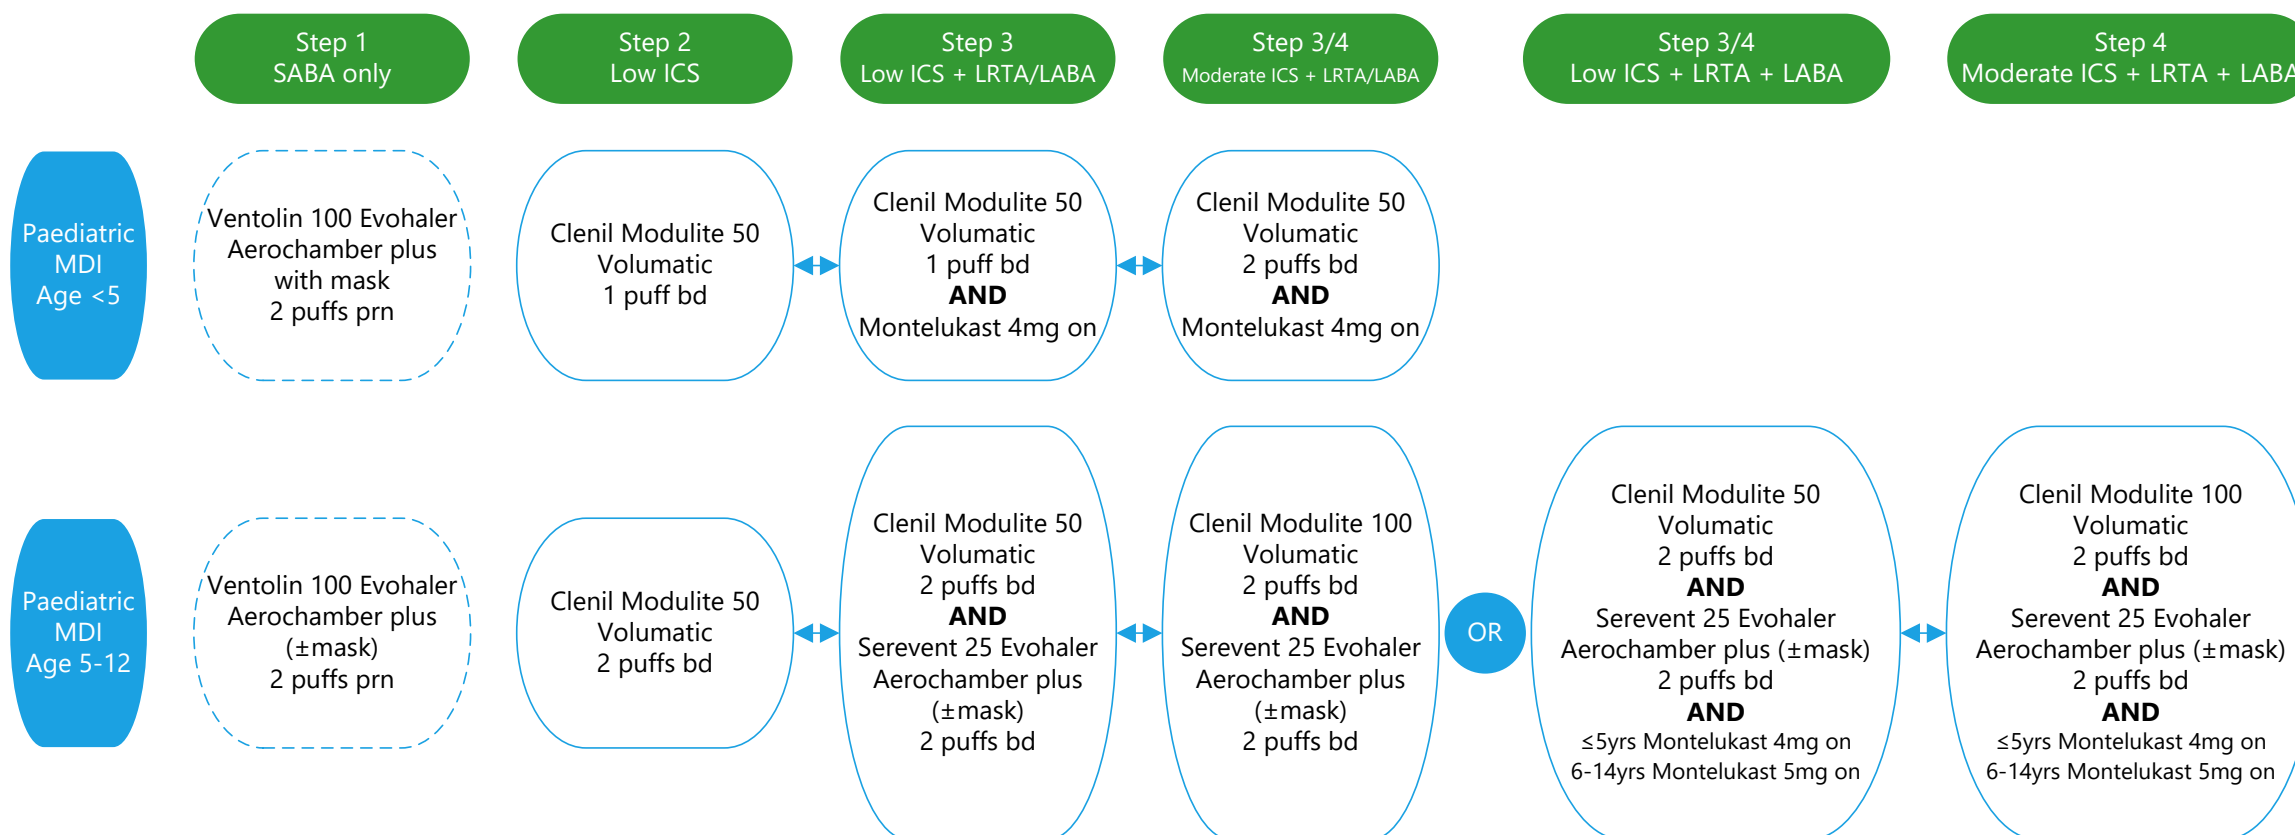 Step 1
SABA only
Step 2
Low ICS
Step 3
Low ICS + LRTA/LABA
Step 3/4
Moderate ICS + LRTA/LABA
Step 3/4
Low ICS + LRTA + LABA
Step 4
Moderate ICS + LRTA + LABA
Paediatric
MDI
Age <5
Ventolin 100 Evohaler
Aerochamber plus
with mask
2 puffs prn
Clenil Modulite 50
Volumatic
1 puff bd
Clenil Modulite 50
Volumatic
1 puff bd
AND
Montelukast 4mg on
Clenil Modulite 50
Volumatic
2 puffs bd
AND
Montelukast 4mg on
Paediatric
MDI
Age 5-12
Ventolin 100 Evohaler
Aerochamber plus
(±mask)
2 puffs prn
Clenil Modulite 50
Volumatic
2 puffs bd
Clenil Modulite 50
Volumatic
2 puffs bd
AND
Serevent 25 Evohaler
Aerochamber plus
(±mask)
2 puffs bd
Clenil Modulite 100
Volumatic
2 puffs bd
AND
Serevent 25 Evohaler
Aerochamber plus
(±mask)
2 puffs bd
OR
Clenil Modulite 50
Volumatic
2 puffs bd
AND
Serevent 25 Evohaler
Aerochamber plus (±mask)
2 puffs bd
AND
≤5yrs Montelukast 4mg on
6-14yrs Montelukast 5mg on
Clenil Modulite 100
Volumatic
2 puffs bd
AND
Serevent 25 Evohaler
Aerochamber plus (±mask)
2 puffs bd
AND
≤5yrs Montelukast 4mg on
6-14yrs Montelukast 5mg on